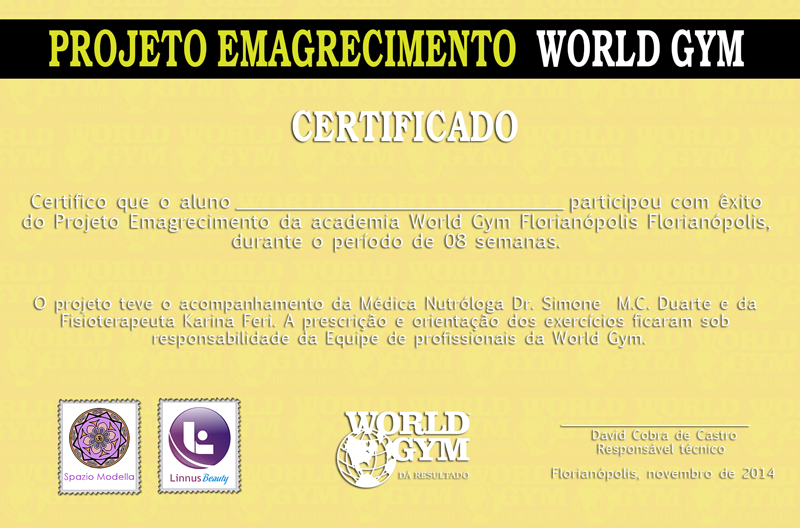 PROJETO EMAGRECIMENTO WORLD GYM
CERTIFICADO
Certifico que o aluno ______________________ participou com êxito
do Projeto Emagrecimento da academia World Gym Florianópolis Florianópolis,
durante o período de 08 semanas.
O projeto teve o acompanhamento da Médica Nutróloga Dr. Simone M.C. Duarte e da
Fisioterapeuta Karina Feri. A prescrição e orientação dos exercícios ficaram sob
responsabilidade da Equipe de profissionais da World Gym.
Spazio Modella
L
Linnus Beauty
WORLD
GYM
DÁ RESULTADO
David Cobra de Castro
Responsável técnico
Florianópolis, novembro de 2014